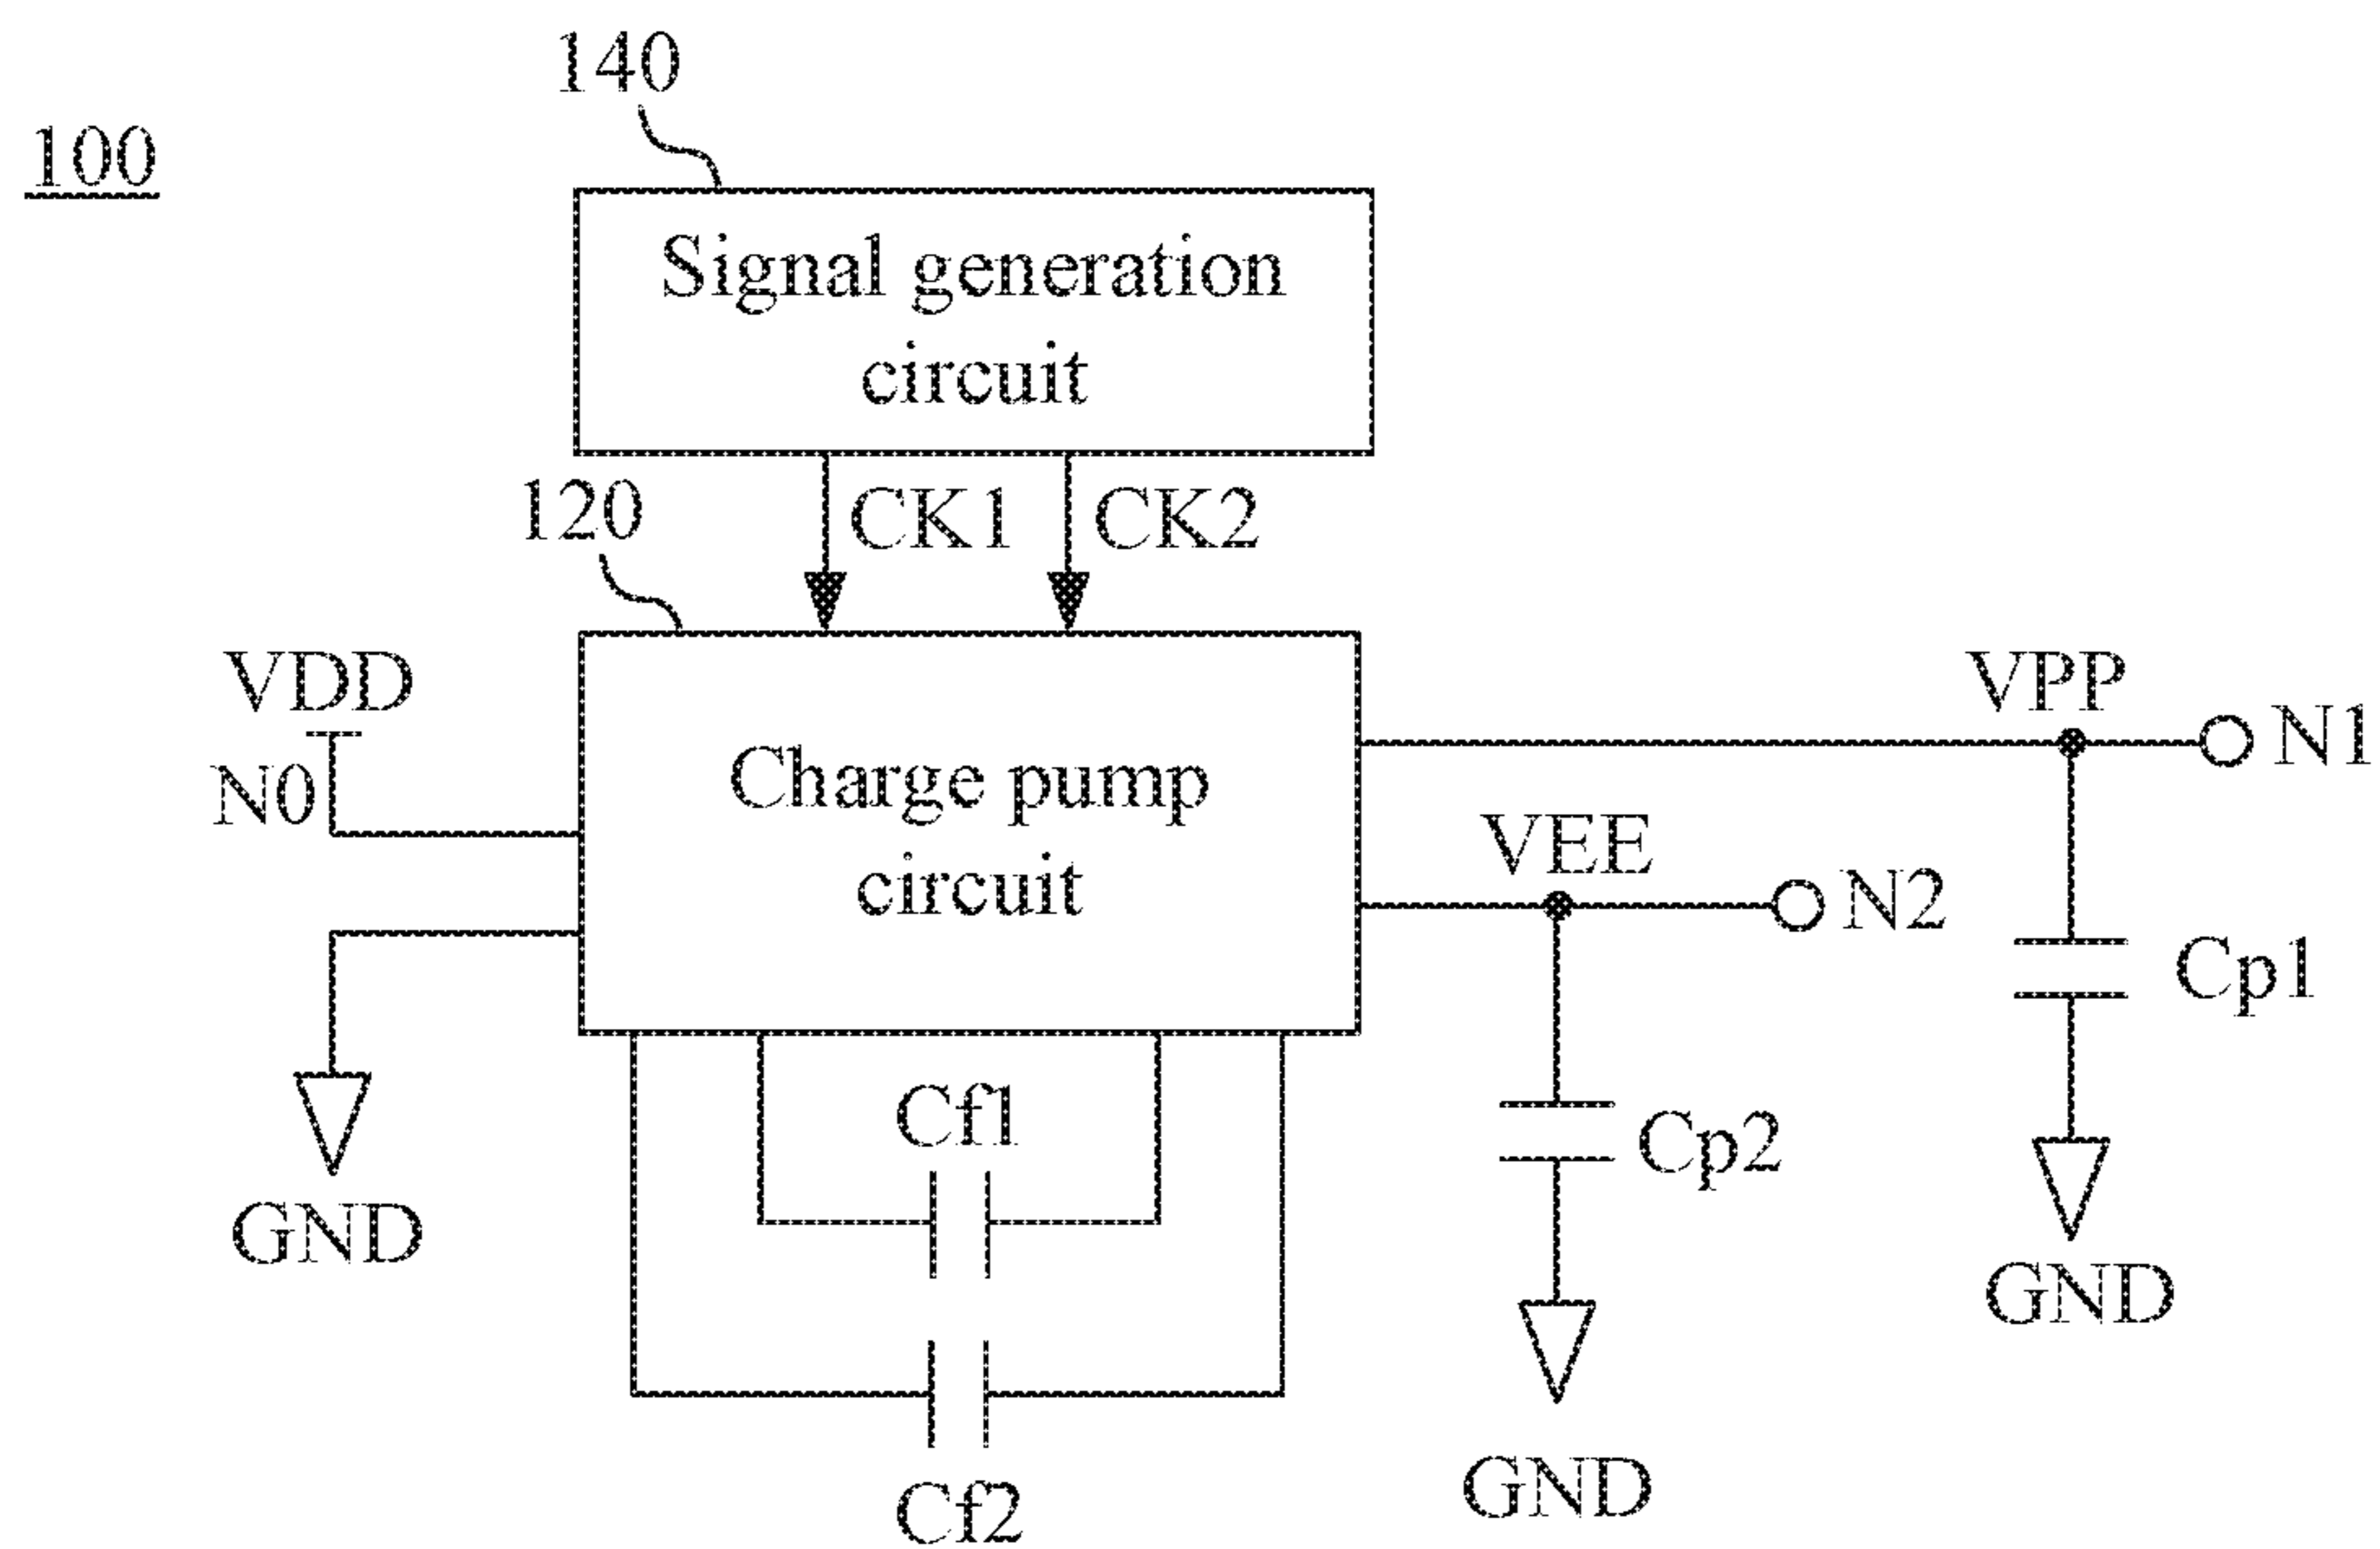 140
100
Signal generation
circuit
120
CK1
CK2
VDD
N0
Charge pump
circuit
VPP
N1
VEE
N2
Cp1
Cp2
Cf1
GND
GND
GND
Cf2